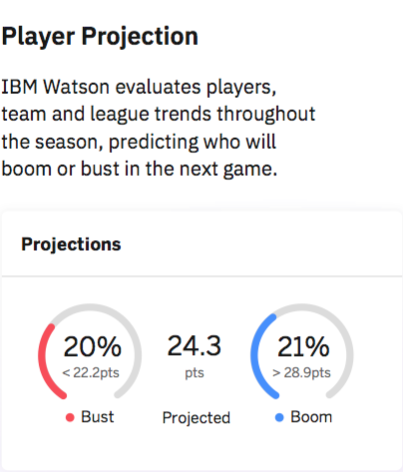 Player Projection
IBM Watson evaluates players,
team and league trends throughout
the season, predicting who will
boom or bust in the next game.
Projections
20% 24.3 21%
< 22.2pts pts > 28.9pts
Bust Projected Boom